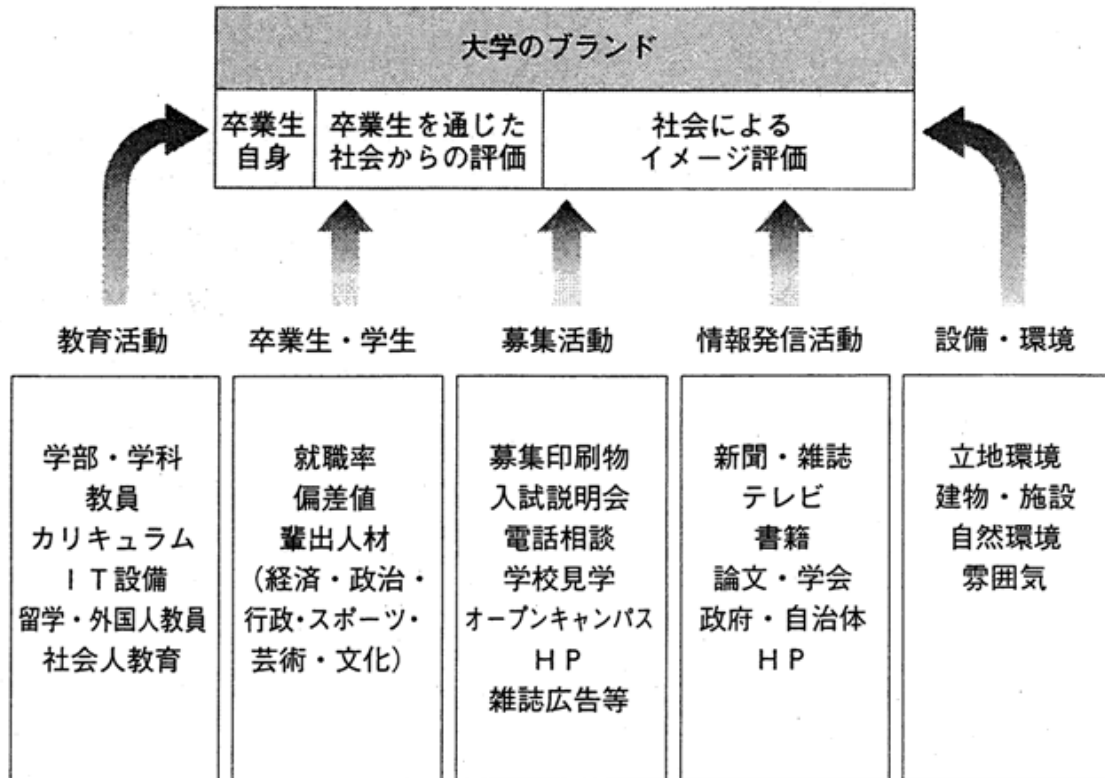 大学のブランド
卒業生
自身
卒業生を通じた
社会からの評価
社会による
イメージ評価
教育活動
学部・学科
教員
カリキュラム
IT設備
留学・外国人教員
社会人教育
卒業生・学生
就職率
偏差値
輩出人材
(経済・政治・
行政・スポーツ・
芸術・文化)
募集活動
募集印刷物
入試説明会
電話相談
学校見学
オープンキャンパス
HP
雑誌広告等
情報発信活動
新聞・雑誌
テレビ
書籍
論文・学会
政府・自治体
HP
設備・環境
立地環境
建物・施設
自然環境
雰囲気